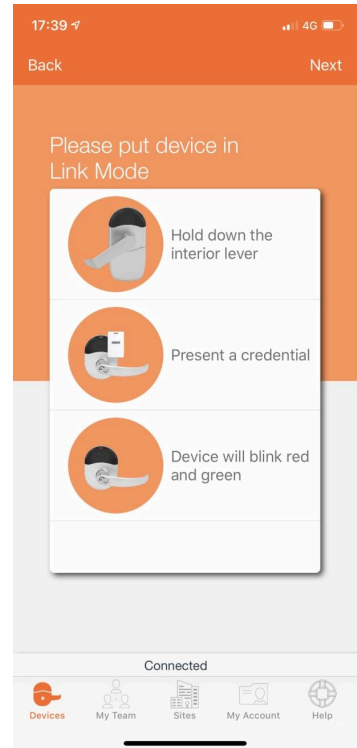 17:39 4G
Back Next
Please put device in
Link Mode
Hold down the
interior lever
Present a credential
Device will blink red
and green
Connected
Devices My Team Sites My Account Help